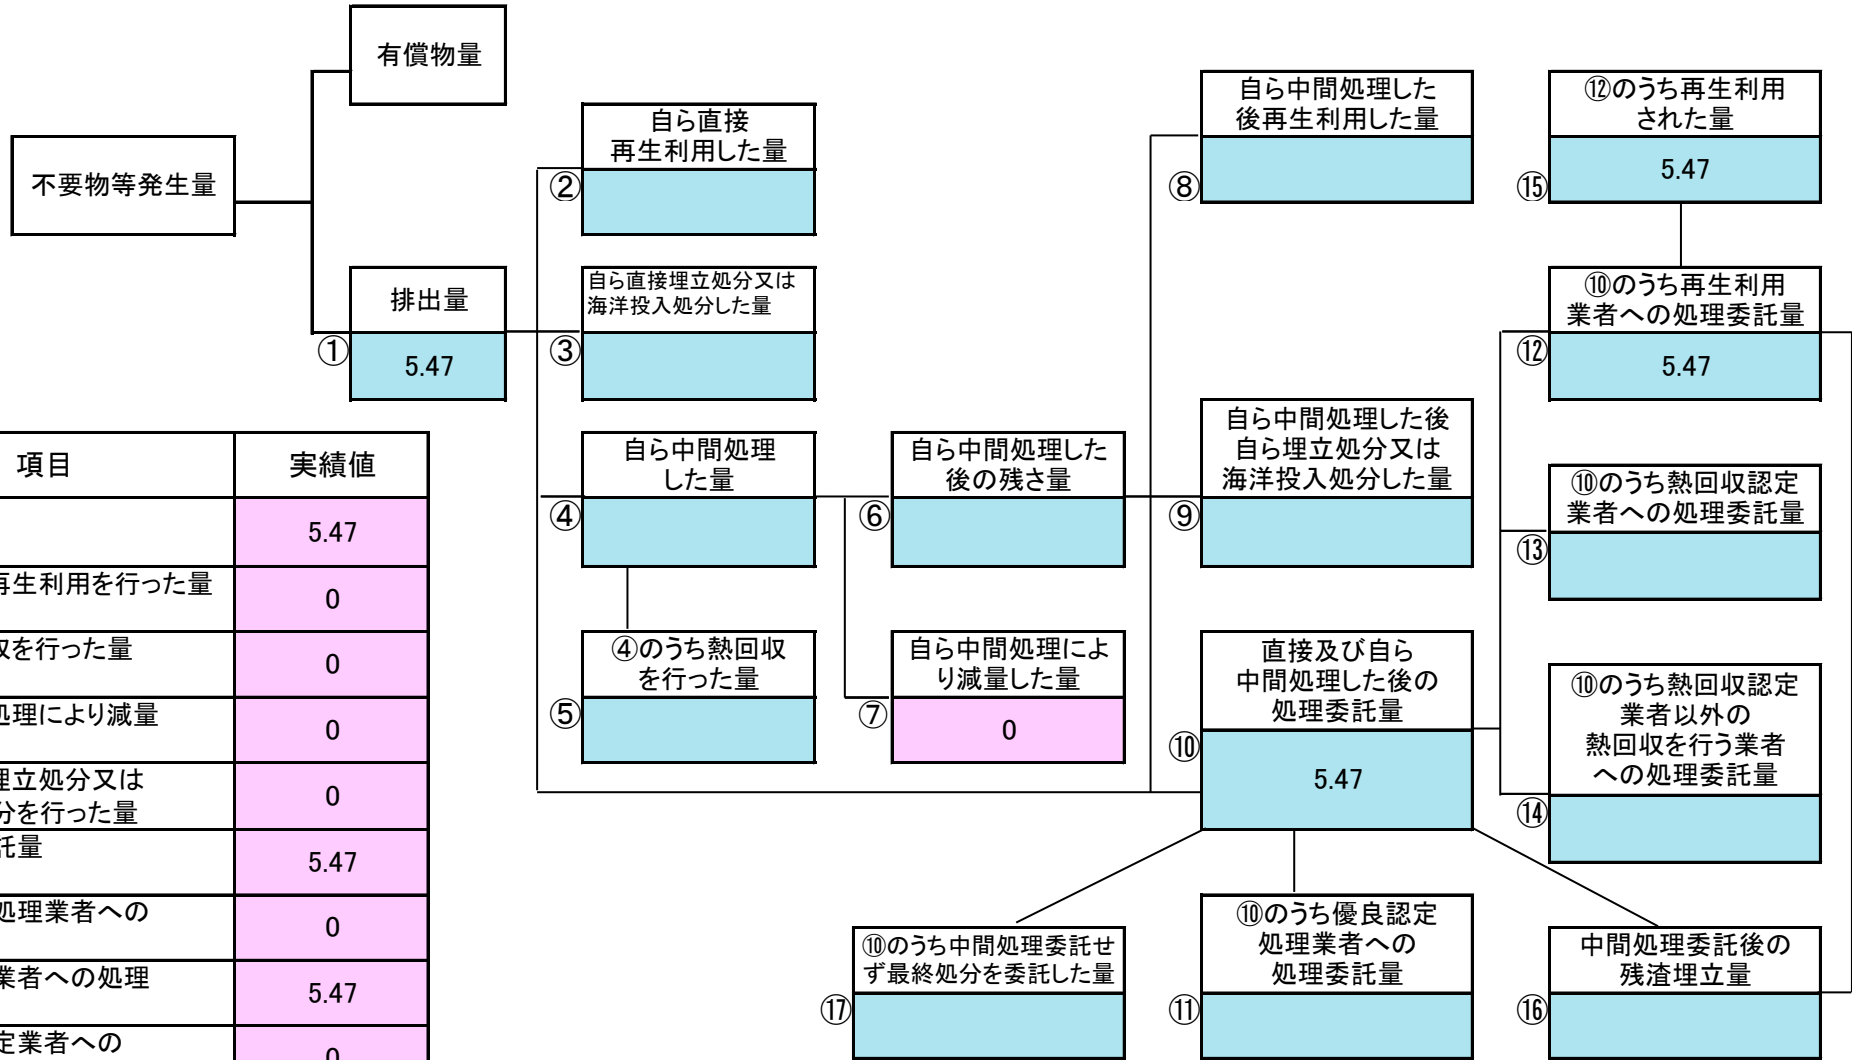 有償物量
不要物等発生量
排出量
①
5.47
自ら直接
再生利用した量
②
自ら直接埋立処分又は
海洋投入処分した量
③
自ら中間処理
した量
④
④のうち熱回収
を行った量
⑤
自ら中間処理した
後の残さ量
⑥
自ら中間処理によ
り減量した量
⑦
0
自ら中間処理した
後再生利用した量
⑧
自ら中間処理した後
自ら埋立処分又は
海洋投入処分した量
⑨
直接及び自ら
中間処理した後の
処理委託量
⑩
5.47
⑩のうち優良認定
処理業者への
処理委託量
⑪
⑫のうち再生利用
された量
⑮
5.47
⑩のうち再生利用
業者への処理委託量
⑫
5.47
⑩のうち熱回収認定
業者への処理委託量
⑬
⑩のうち熱回収認定
業者以外の
熱回収を行う業者
への処理委託量
⑭
中間処理委託後の
残渣埋立量
⑯
⑩のうち中間処理委託せ
ず最終処分を委託した量
⑰
項目 実績値
5.47
再生利用を行った量 0
収を行った量 0
処理により減量 0
埋立処分又は
分を行った量 0
託量 5.47
処理業者への 0
業者への処理 5.47
定業者への 0